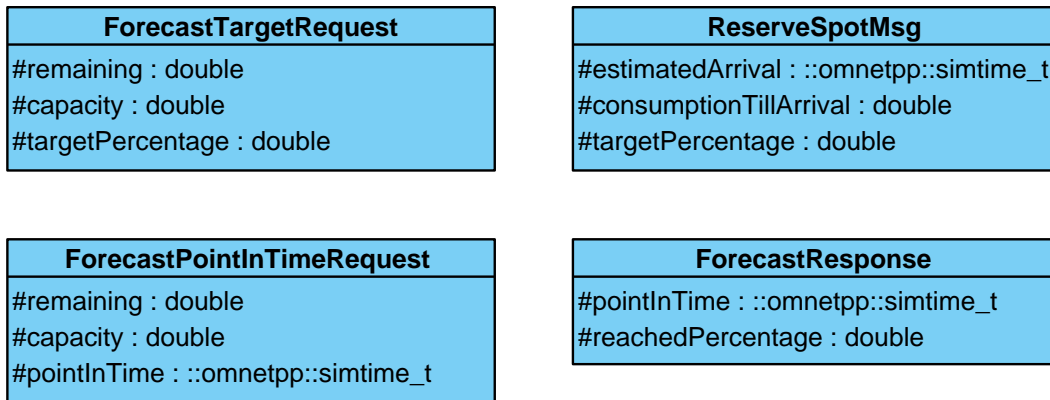 ForecastTargetRequest
#remaining : double
#capacity : double
#targetPercentage : double
ReserveSpotMsg
#estimatedArrival : ::omnetpp::simtime_t
#consumptionTillArrival : double
#targetPercentage : double
ForecastPointInTimeRequest
#remaining : double
#capacity : double
#pointInTime : ::omnetpp::simtime_t
ForecastResponse
#pointInTime : ::omnetpp::simtime_t
#reachedPercentage : double